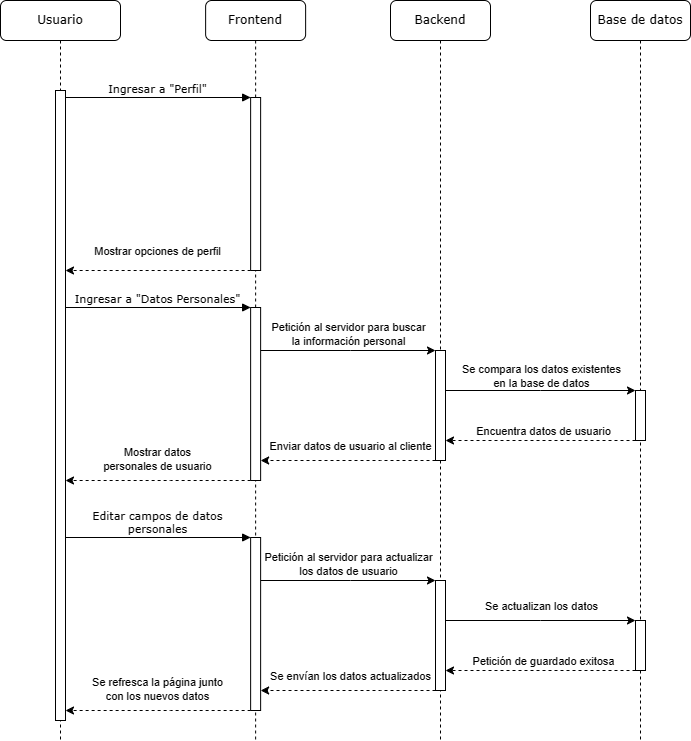 Usuario
Frontend
Backend
Base de datos
Ingresar a "Perfil"
Mostrar opciones de perfil
Ingresar a "Datos Personales"
Petición al servidor para buscar
la información personal
Se compara los datos existentes
en la base de datos
Encuentra datos de usuario
Enviar datos de usuario al cliente
Mostrar datos
personales de usuario
Editar campos de datos
personales
Petición al servidor para actualizar
los datos de usuario
Se actualizan los datos
Petición de guardado exitosa
Se envían los datos actualizados
Se refresca la página junto
con los nuevos datos